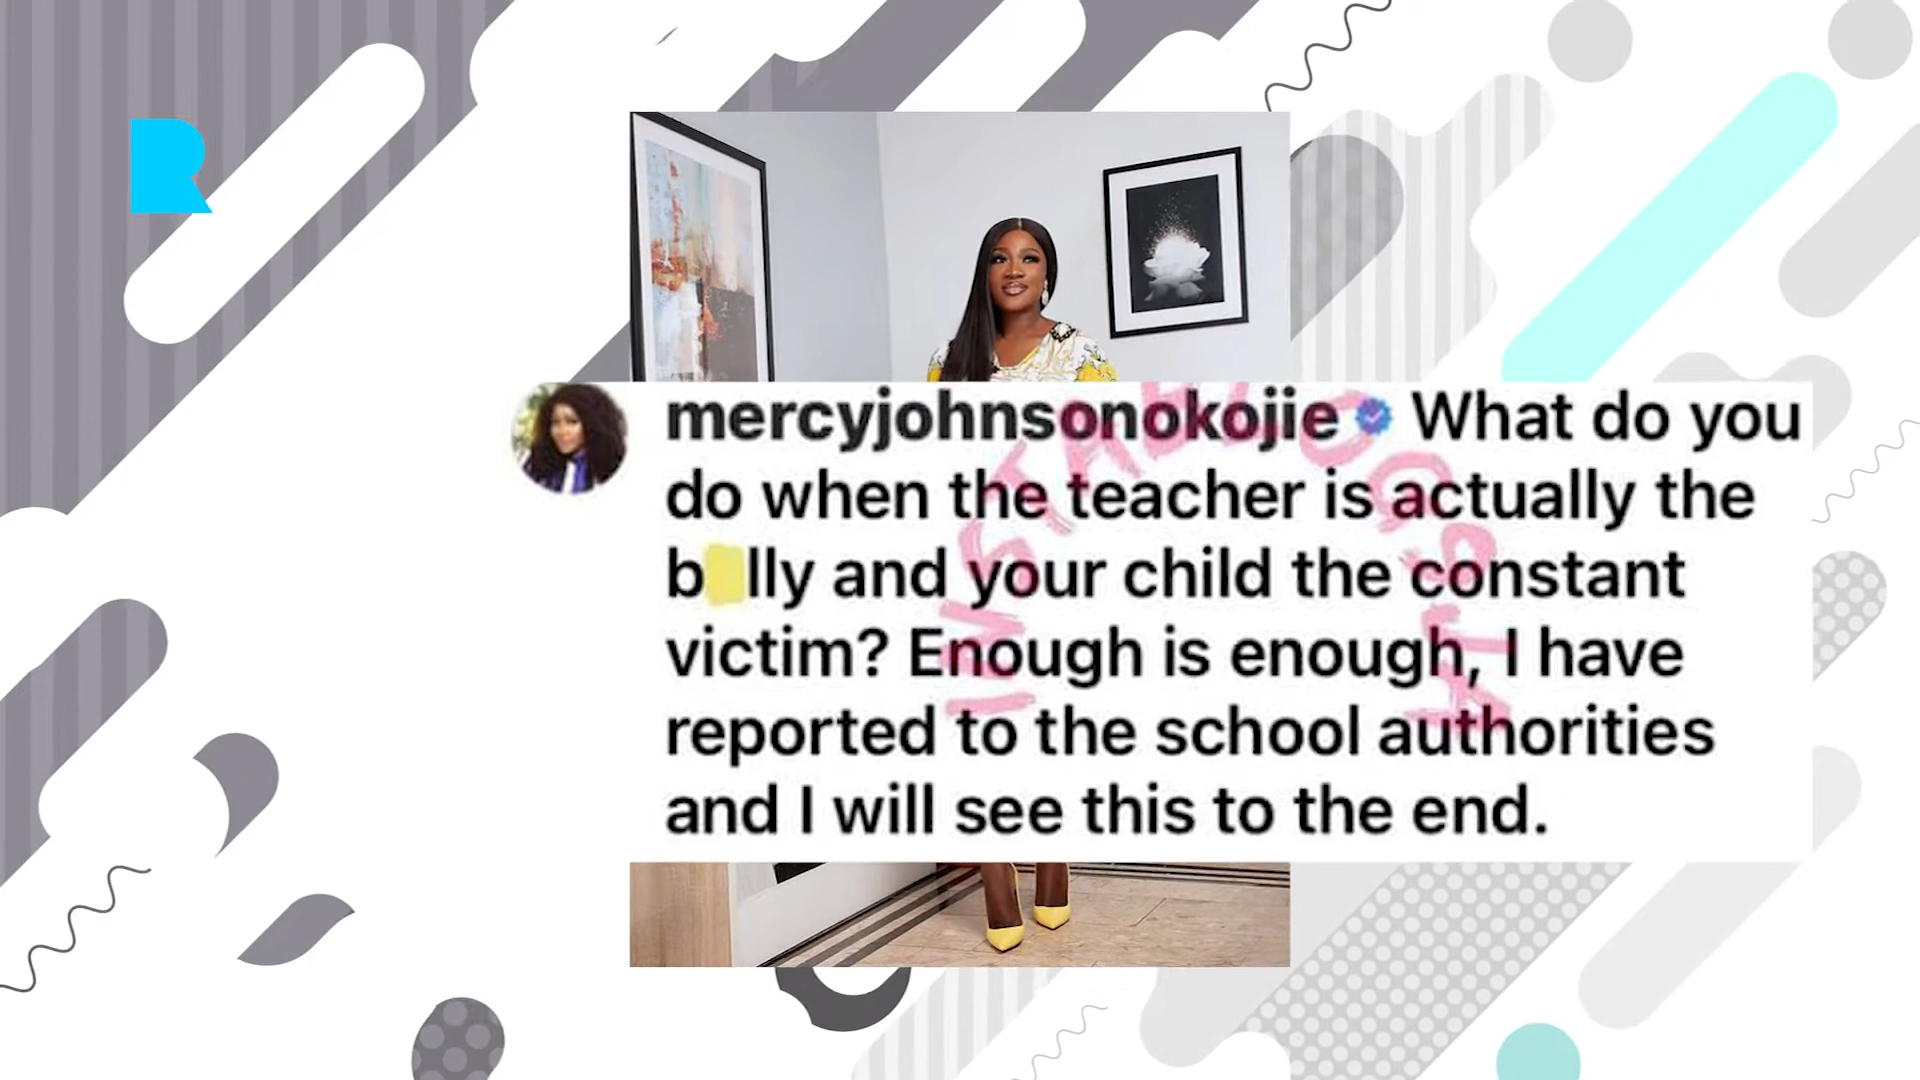 R
mercyjohnsonokojie What do you
do when the teacher is actually the
b lly and your child the constant
victim? Enough is enough, I have
reported to the school authorities
and I will see this to the end.
INSTABLOG9JA